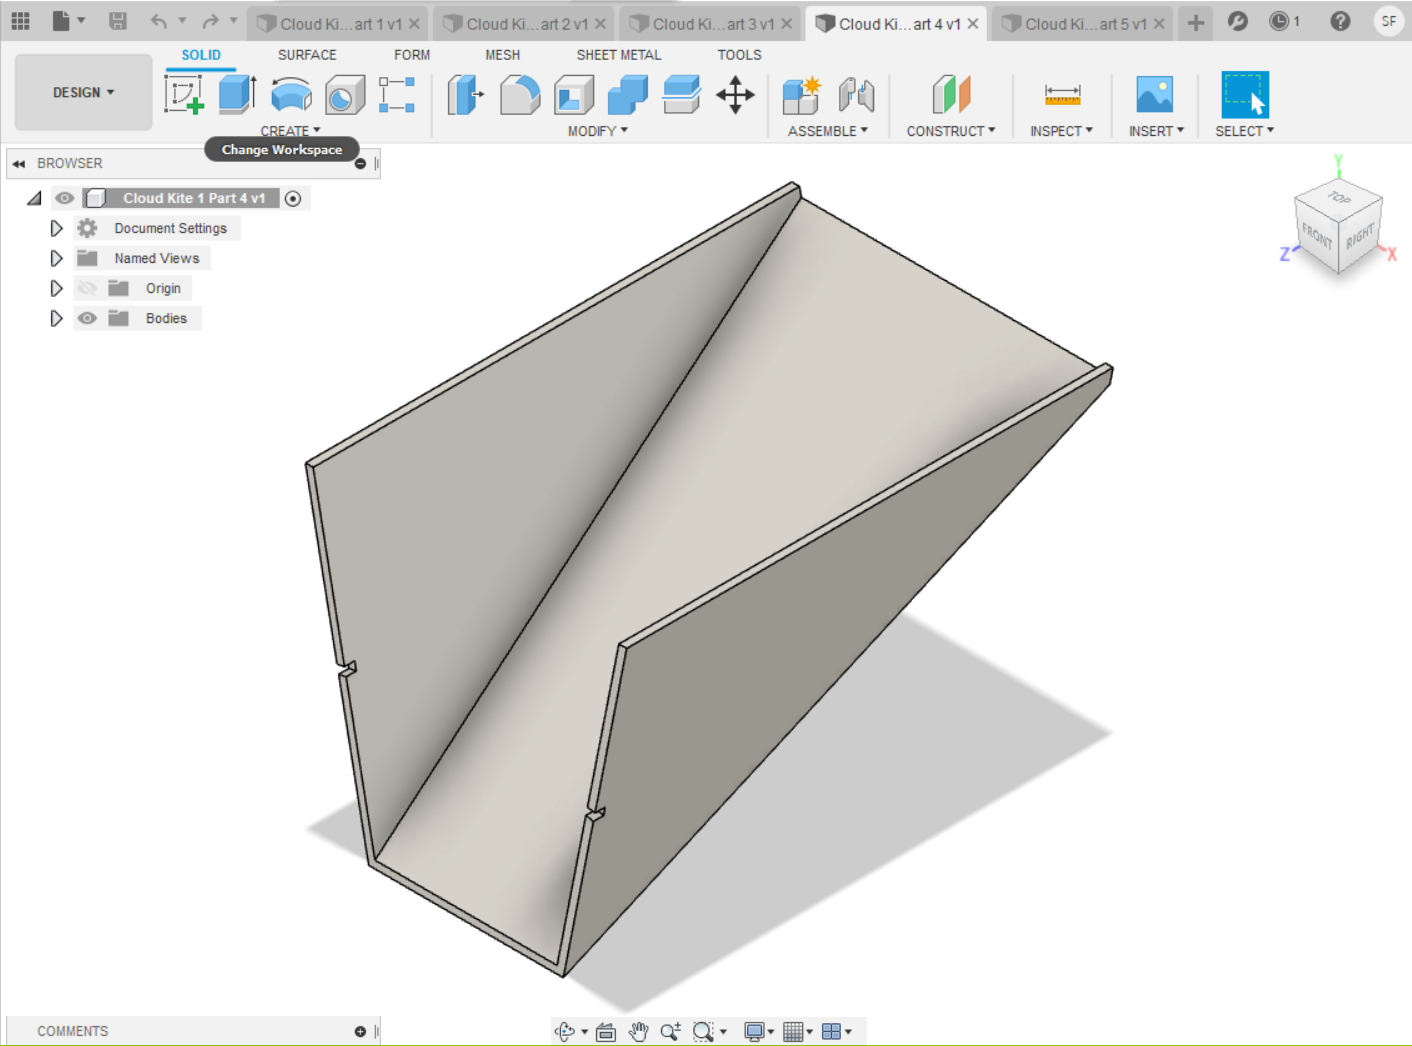 Cloud Ki...art 1 v1
Cloud Ki...art 2 v1
Cloud Ki...art 3 v1
Cloud Ki...art 4 v1
Cloud Ki...art 5 v1
1
SF
SOLID
SURFACE
FORM
MESH
SHEET METAL
TOOLS
DESIGN
CREATE
MODIFY
ASSEMBLE
CONSTRUCT
INSPECT
INSERT
SELECT
Change Workspace
BROWSER
Cloud Kite 1 Part 4 v1
Document Settings
Named Views
Origin
Bodies
Y
TOP
FRONT
RIGHT
Z
X
COMMENTS